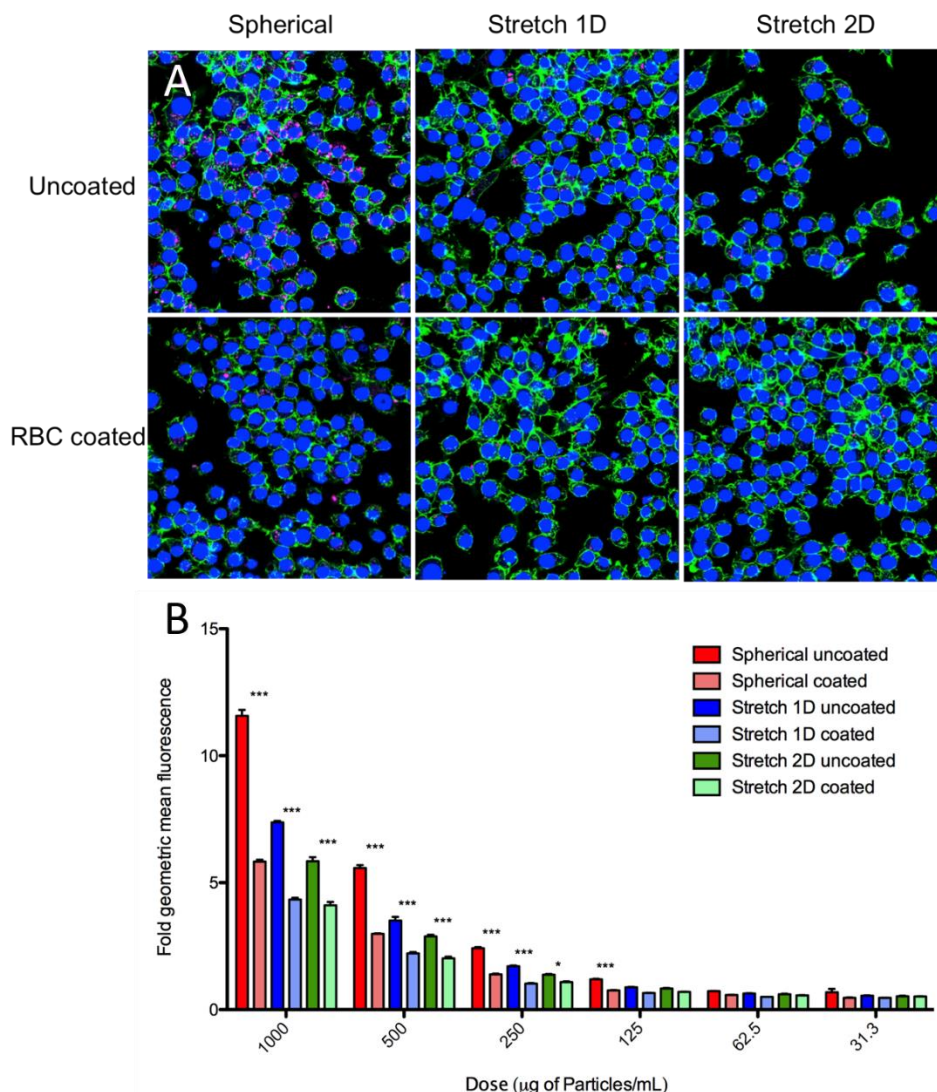 Spherical Stretch 1D Stretch 2D
A
Uncoated
RBC coated
B
15
10
5
0
Fold geometric mean fluorescence
***
***
***
***
***
***
***
***
*
***
Spherical uncoated
Spherical coated
Stretch 1D uncoated
Stretch 1D coated
Stretch 2D uncoated
Stretch 2D coated
1000 500 250 125 62.5 31.3
Dose (μg of Particles/mL)